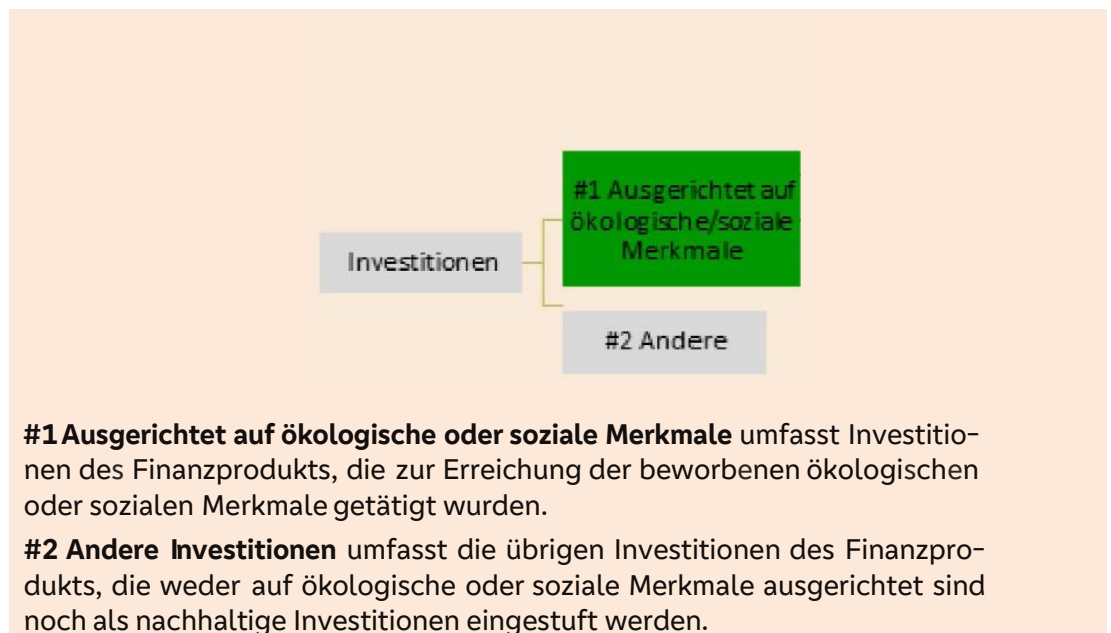 #1 Ausgerichtet auf
ökologische/soziale
Merkmale
Investitionen
#2 Andere
#1 Ausgerichtet auf ökologische oder soziale Merkmale umfasst Investitio-
nen des Finanzprodukts, die zur Erreichung der beworbenen ökologischen
oder sozialen Merkmale getätigt wurden.
#2 Andere Investitionen umfasst die übrigen Investitionen des Finanzpro-
dukts, die weder auf ökologische oder soziale Merkmale ausgerichtet sind
noch als nachhaltige Investitionen eingestuft werden.